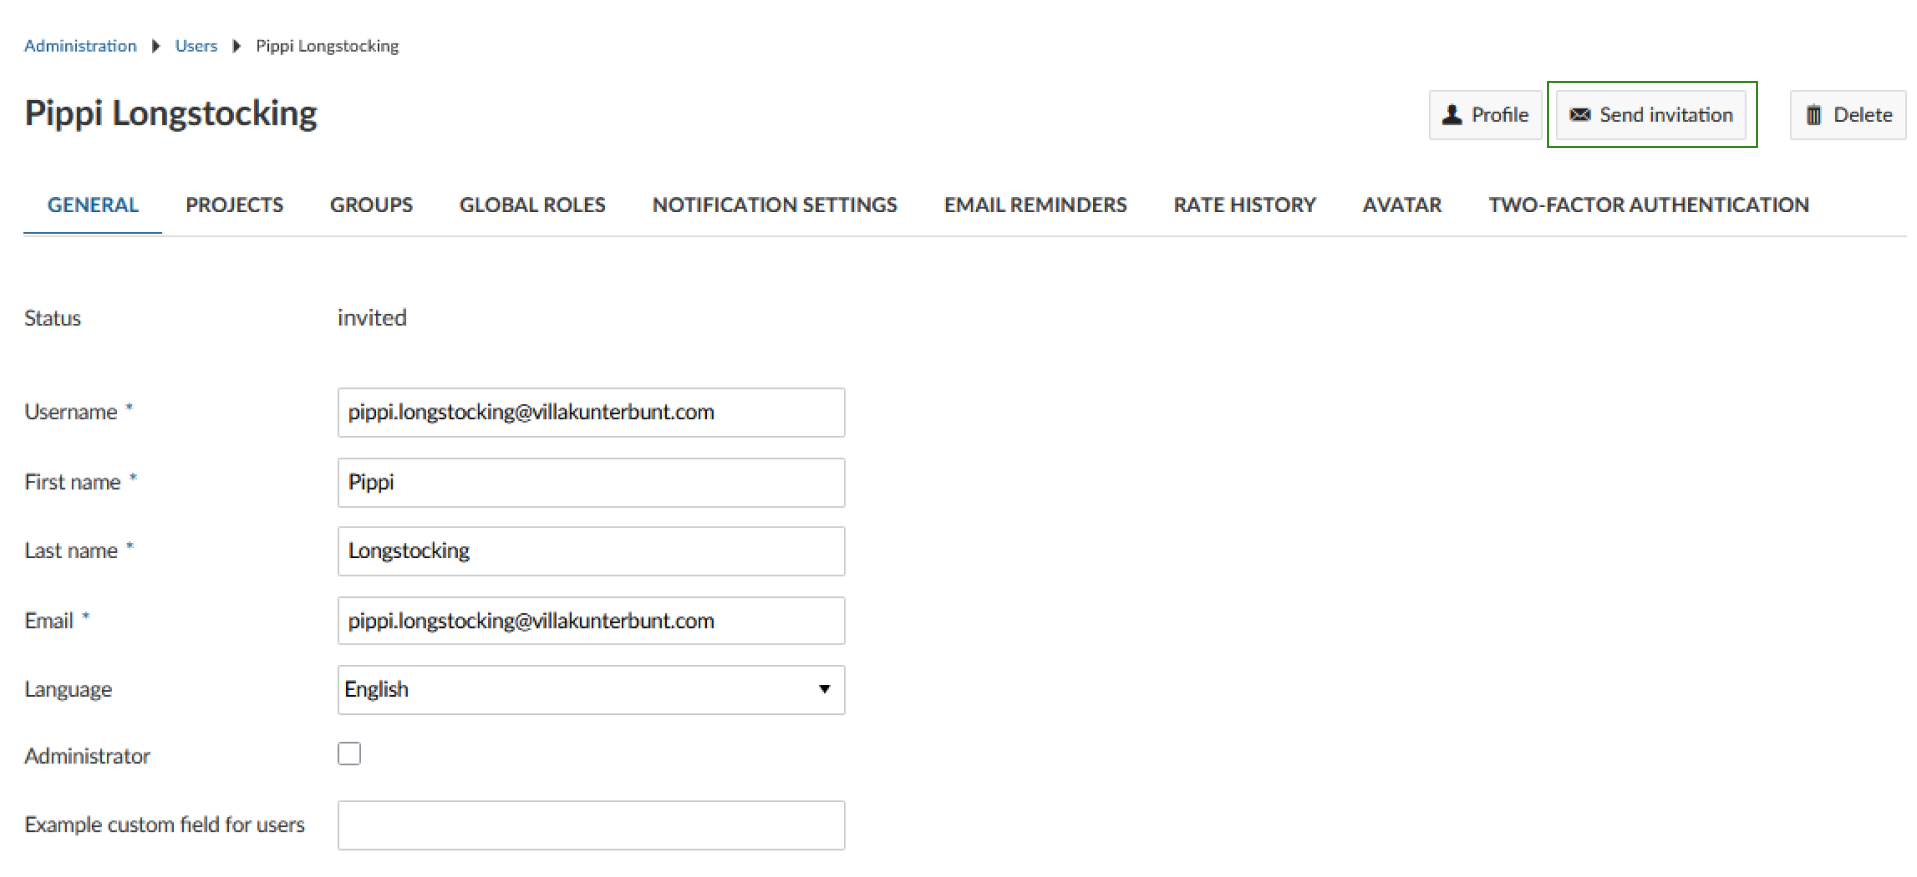 Administration Users Pippi Longstocking
Pippi Longstocking
Profile Send invitation Delete
GENERAL PROJECTS GROUPS GLOBAL ROLES NOTIFICATION SETTINGS EMAIL REMINDERS RATE HISTORY AVATAR TWO-FACTOR AUTHENTICATION
Status invited
Username * pippi.longstocking@villakunterbunt.com
First name * Pippi
Last name * Longstocking
Email * pippi.longstocking@villakunterbunt.com
Language English
Administrator
Example custom field for users